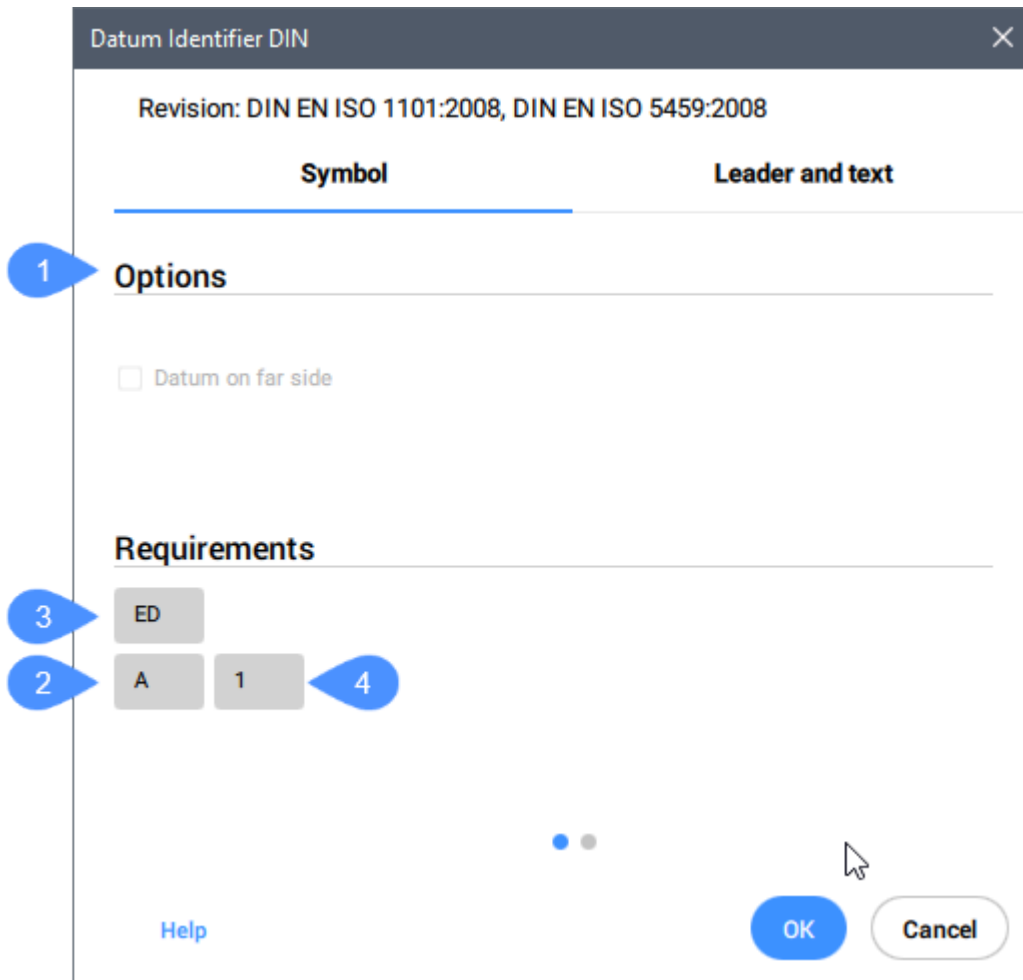 Datum Identifier DIN
Revision: DIN EN ISO 1101:2008, DIN EN ISO 5459:2008
Symbol Leader and text
1 Options
Datum on far side
Requirements
3 ED
2 A 1 4
Help OK Cancel